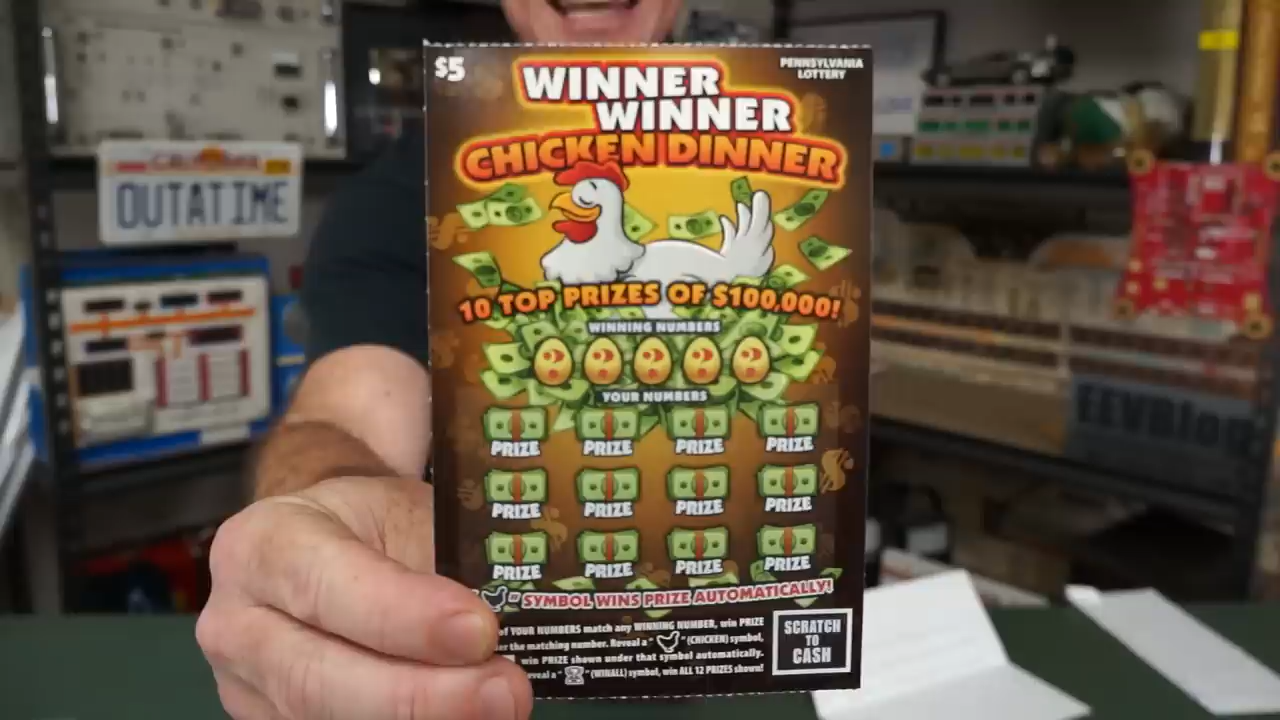 $5
PENNSYLVANIA
LOTTERY
WINNER
WINNER
CHICKEN DINNER
10 TOP PRIZES OF $100,000!
WINNING NUMBERS
? ? ? ? ?
YOUR NUMBERS
PRIZE PRIZE PRIZE PRIZE
PRIZE PRIZE PRIZE PRIZE
PRIZE PRIZE PRIZE PRIZE
" " SYMBOL WINS PRIZE AUTOMATICALLY!
of YOUR NUMBERS match any WINNING NUMBER, win PRIZE
the matching number. Reveal a " " (CHICKEN) symbol,
win PRIZE shown under that symbol automatically.
a " " (WINALL) symbol, win ALL 12 PRIZES shown!
SCRATCH
TO
CASH
OUTATIME
EEVBlog